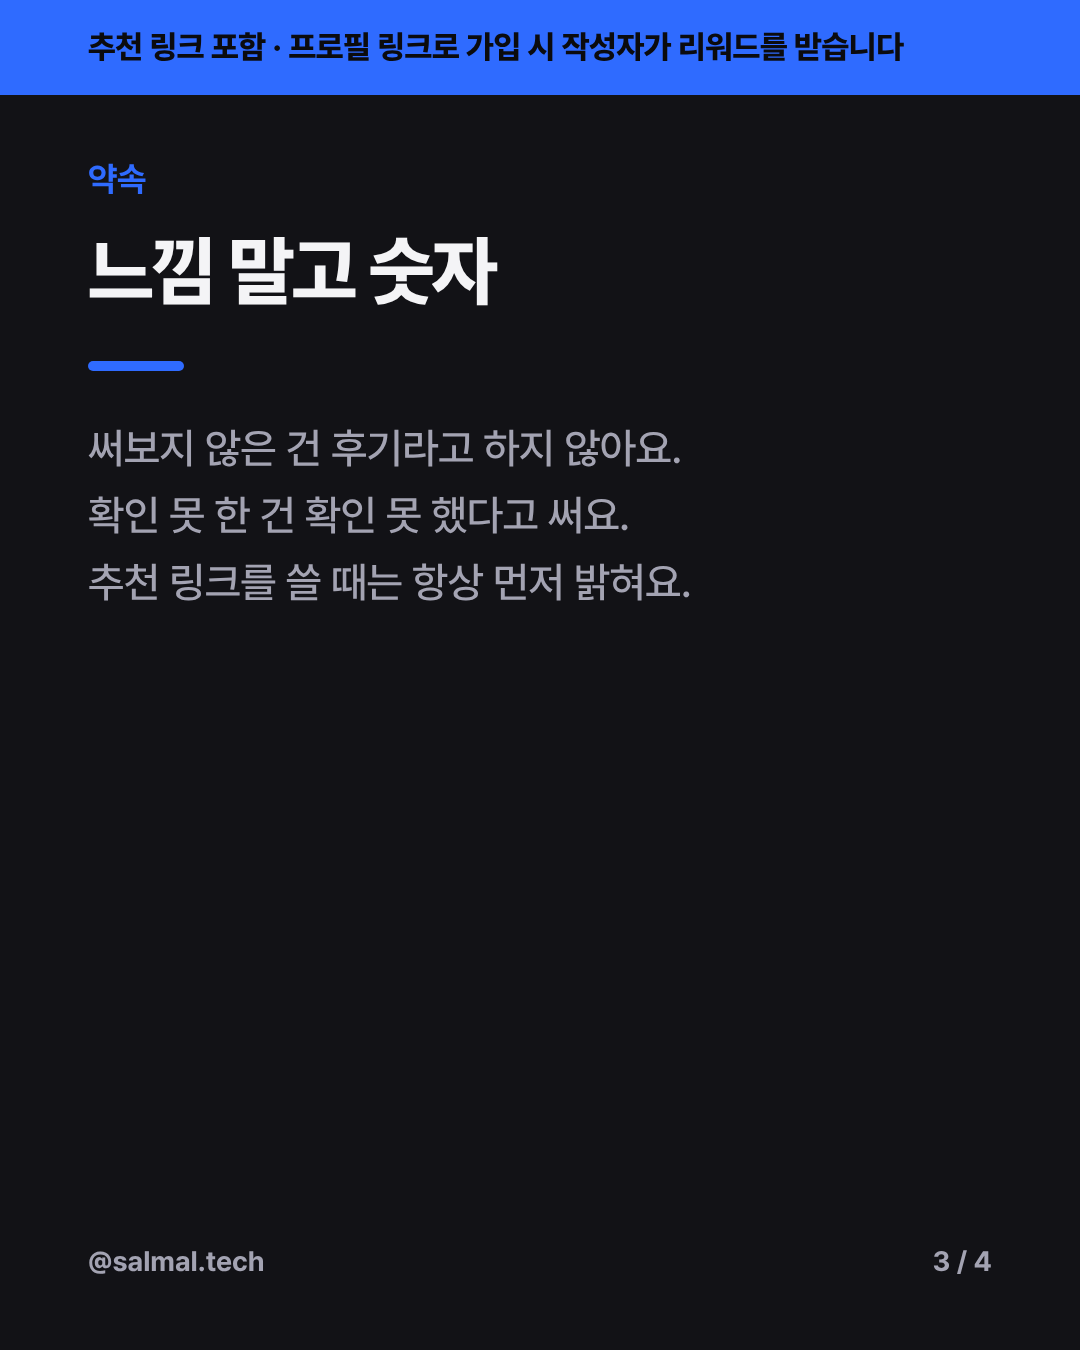 추천 링크 포함 · 프로필 링크로 가입 시 작성자가 리워드를 받습니다
약속
느낌 말고 숫자
써보지 않은 건 후기라고 하지 않아요.
확인 못 한 건 확인 못 했다고 써요.
추천 링크를 쓸 때는 항상 먼저 밝혀요.
@salmal.tech
3 / 4